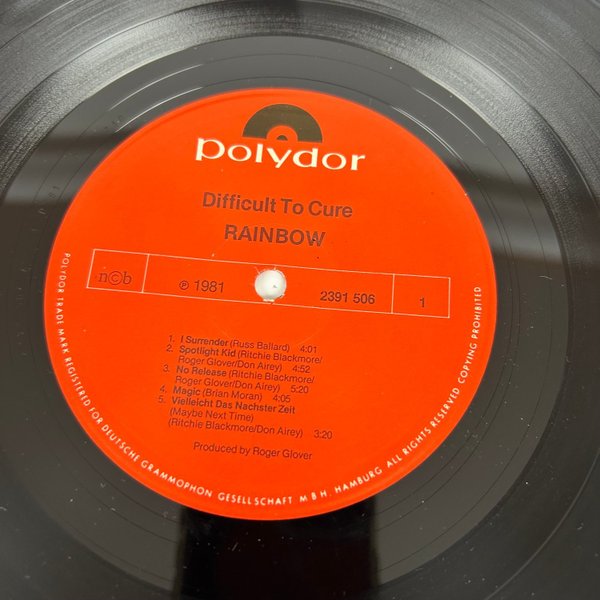 polydor
Difficult To Cure
RAINBOW
n©b
℗ 1981
2391 506
1
1. I Surrender (Russ Ballard) 4:01
2. Spotlight Kid (Ritchie Blackmore/
Roger Glover/Don Airey) 4:52
3. No Release (Ritchie Blackmore/
Roger Glover/Don Airey) 5:20
4. Magic (Brian Moran) 4:05
5. Vielleicht Das Nachster Zeit
(Maybe Next Time)
(Ritchie Blackmore/Don Airey) 3:20
Produced by Roger Glover
POLYDOR TRADE MARK REGISTERED FOR DEUTSCHE GRAMMOPHON GESELLSCHAFT M B H. HAMBURG ALL RIGHTS RESERVED. COPYING PROHIBITED